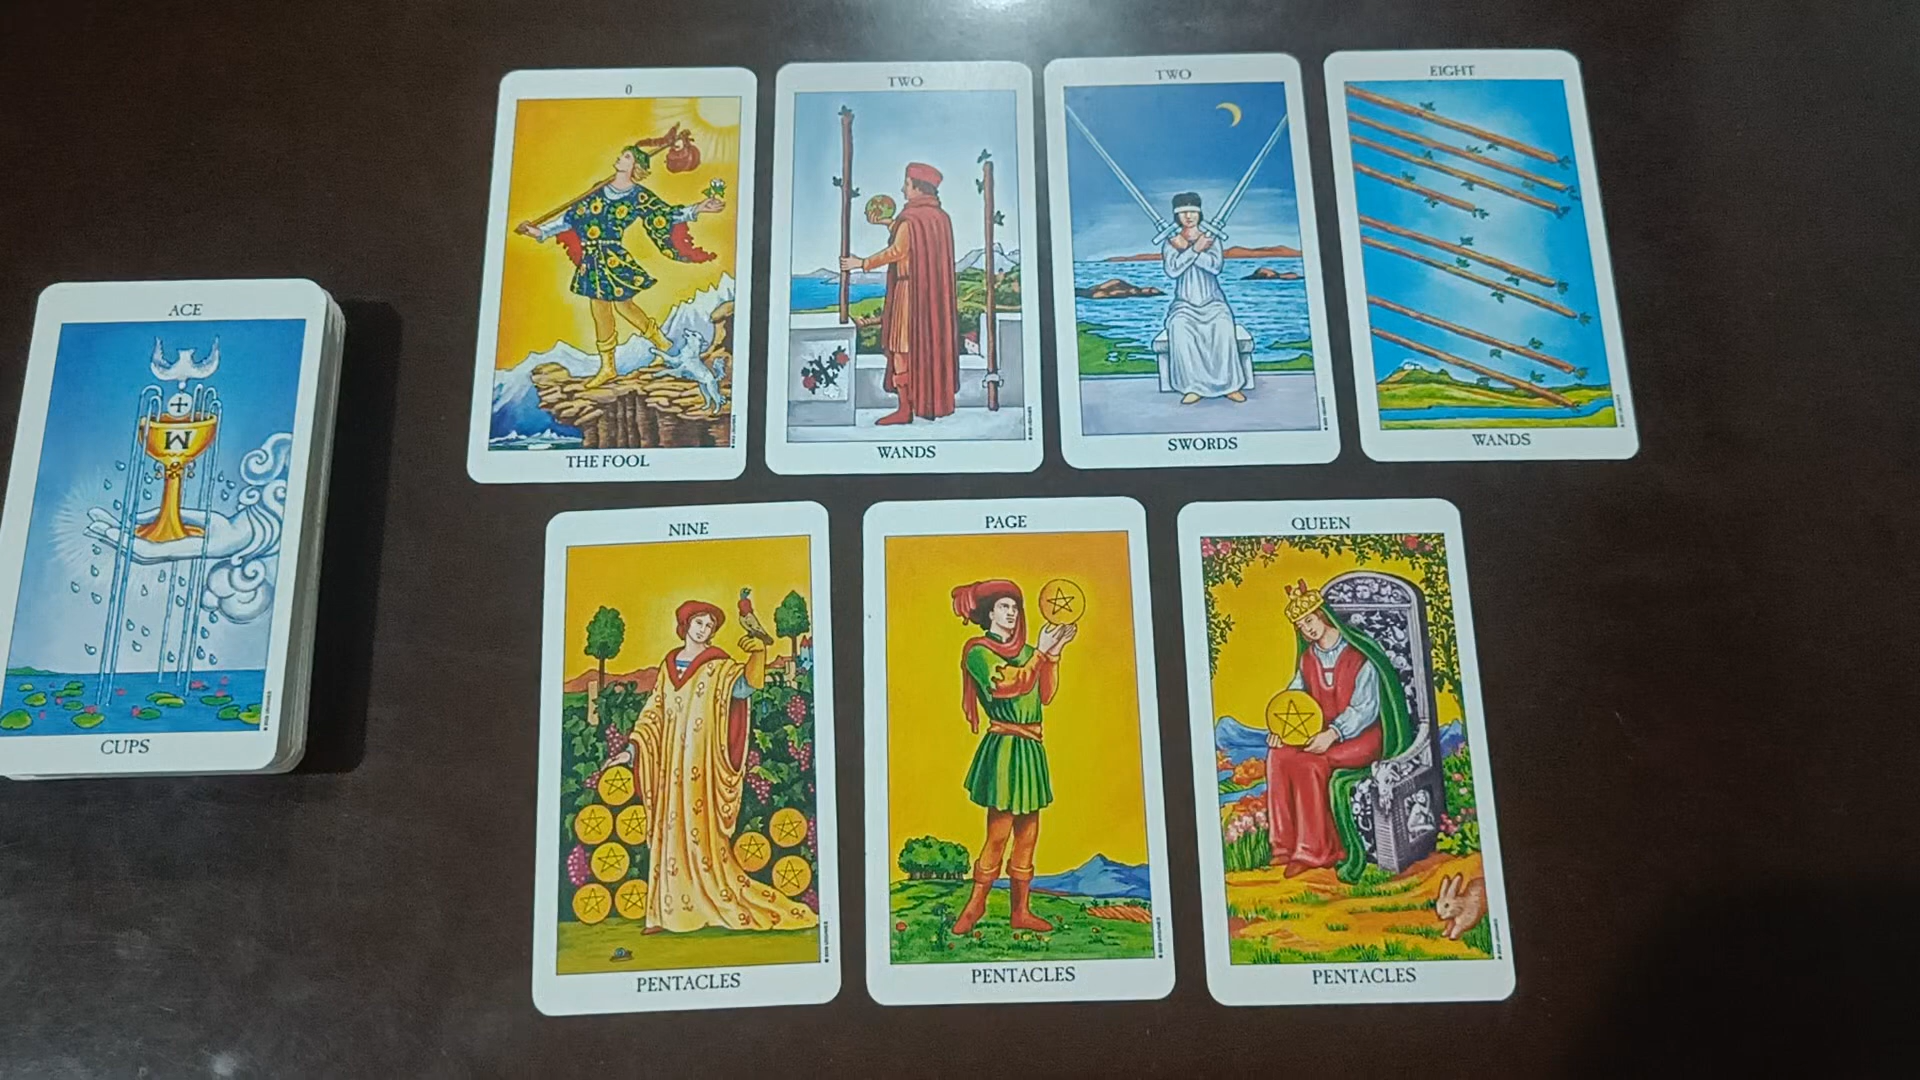 0
THE FOOL
TWO
WANDS
TWO
SWORDS
EIGHT
WANDS
ACE
W
CUPS
NINE
PENTACLES
PAGE
PENTACLES
QUEEN
PENTACLES